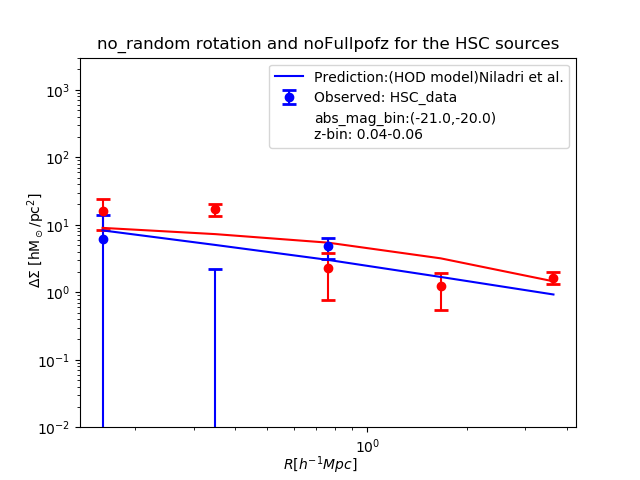 no_random rotation and noFullpofz for the HSC sources
Prediction:(HOD model)Niladri et al.
Observed: HSC_data
abs_mag_bin:(-21.0,-20.0)
z-bin: 0.04-0.06
ΔΣ [hM⊙/pc²]
10³
10²
10¹
10⁰
10⁻¹
10⁻²
10⁰
R[h⁻¹Mpc]